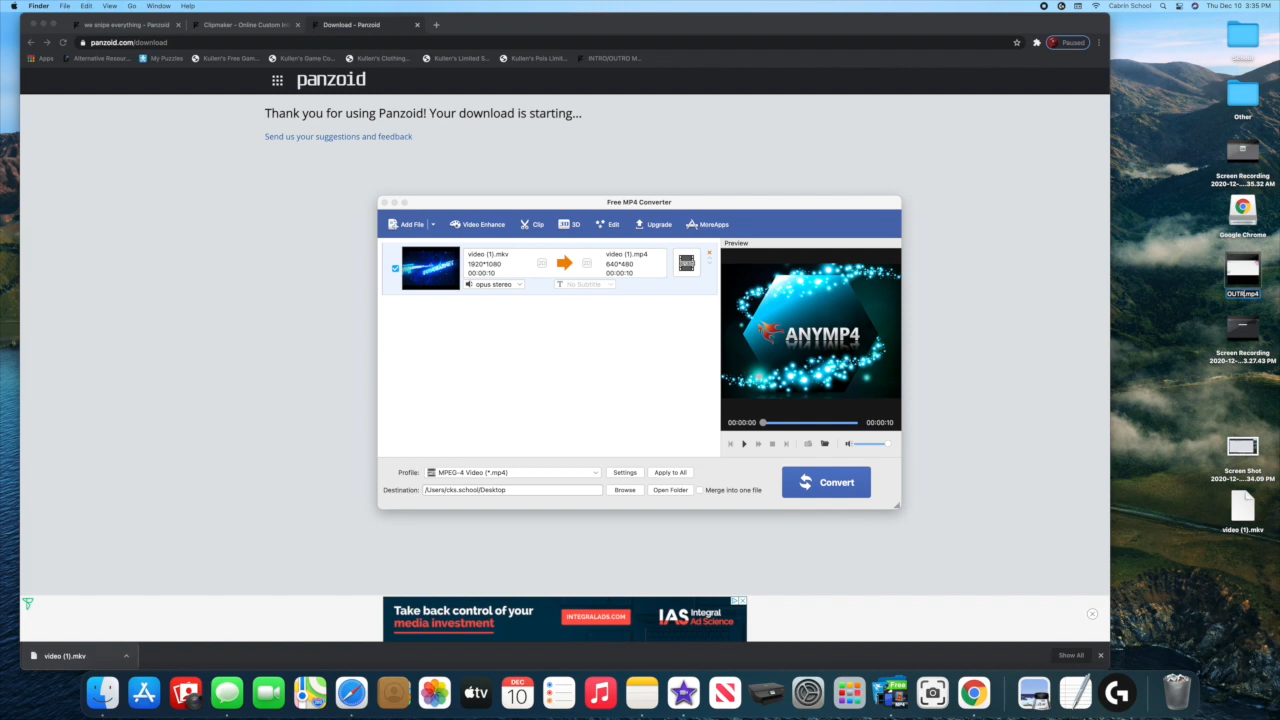 Finder File Edit View Go Window Help Cabrin School Thu Dec 10 3:35 PM
we snipe everything - Panzoid Clipmaker - Online Custom Int Download - Panzoid
panzoid.com/download Paused
Apps Alternative Resour... My Puzzles Kullen's Free Gam... Kullen's Game Co... Kullen's Clothing... Kullen's Limited S... Kullen's Pois Limit... INTRO/OUTRO M...
panzoid
Thank you for using Panzoid! Your download is starting...
Send us your suggestions and feedback
Free MP4 Converter
Add File Video Enhance Clip 3D 3D Edit Upgrade MoreApps
Preview
video (1).mkv
1920*1080
00:00:10
2D
2D
video (1).mp4
640*480
00:00:10
opus stereo
No Subtitle
ANYMP4
00:00:00 00:00:10
Profile: MPEG-4 Video (*.mp4) Settings Apply to All
Convert
Destination: /Users/cks.school/Desktop Browse Open Folder Merge into one file
Take back control of your
media investment
INTEGRALADS.COM
IAS Integral
Ad Science
video (1).mkv
Show All
School
Other
Screen Recording
2020-12-....35.32 AM
Google Chrome
OUTR.mp4
Screen Recording
2020-12-...3.27.43 PM
Screen Shot
2020-12-....34.09 PM
video (1).mkv
tv
DEC
10
Free